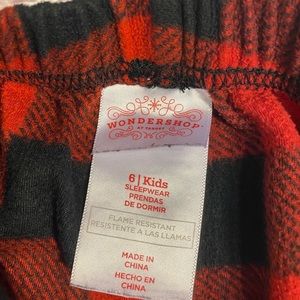 WONDERSHOP
AT TARGET
6 | Kids
SLEEPWEAR
PRENDAS
DE DORMIR
FLAME RESISTANT
RESISTENTE A LAS LLAMAS
MADE IN
CHINA
HECHO EN
CHINA